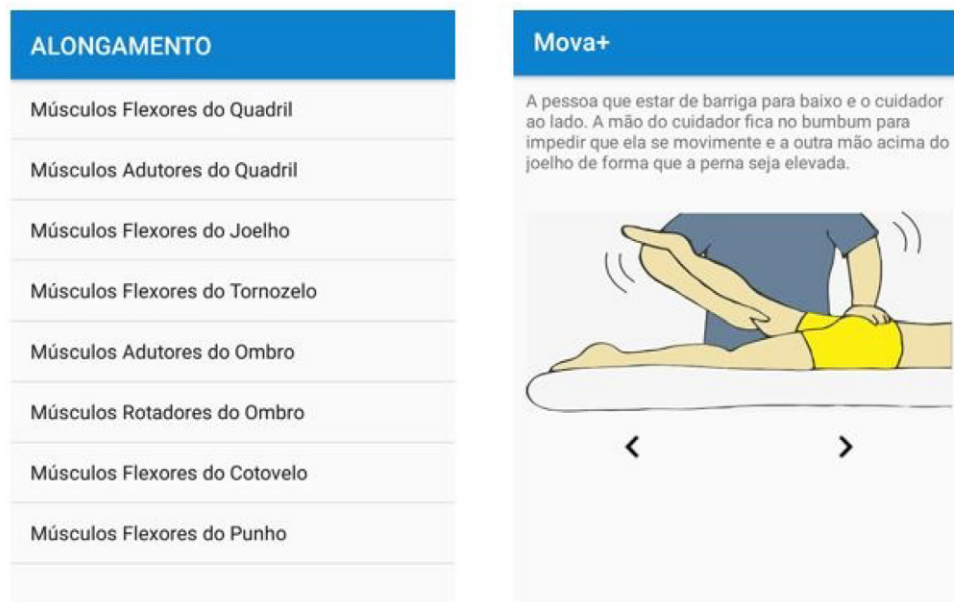 ALONGAMENTO
Músculos Flexores do Quadril
Músculos Adutores do Quadril
Músculos Flexores do Joelho
Músculos Flexores do Tornozelo
Músculos Adutores do Ombro
Músculos Rotadores do Ombro
Músculos Flexores do Cotovelo
Músculos Flexores do Punho
Mova+
A pessoa que estar de barriga para baixo e o cuidador
ao lado. A mão do cuidador fica no bumbum para
impedir que ela se movimente e a outra mão acima do
joelho de forma que a perna seja elevada.